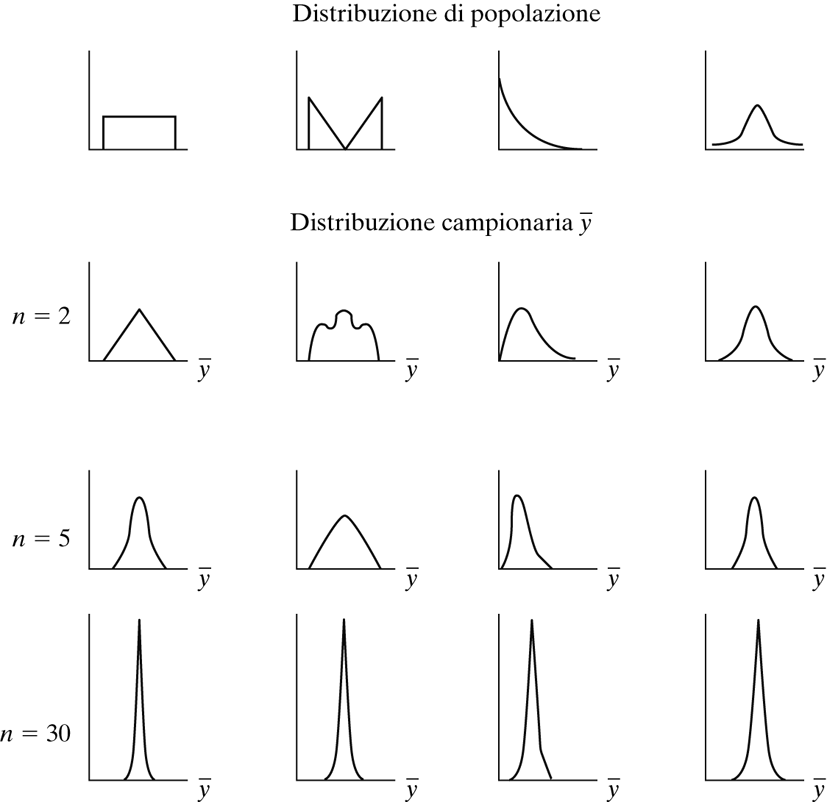 Distribuzione di popolazione
Distribuzione campionaria y̅
n = 2
y̅ y̅ y̅ y̅
n = 5
y̅ y̅ y̅ y̅
n = 30
y̅ y̅ y̅ y̅